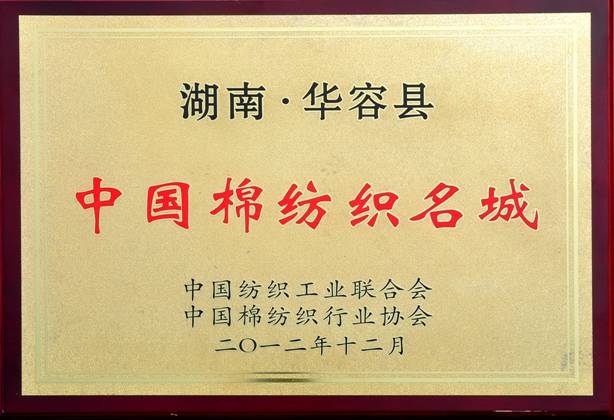 湖南·华容县
中国棉纺织名城
中国纺织工业联合会
中国棉纺织行业协会
二〇一二年十二月